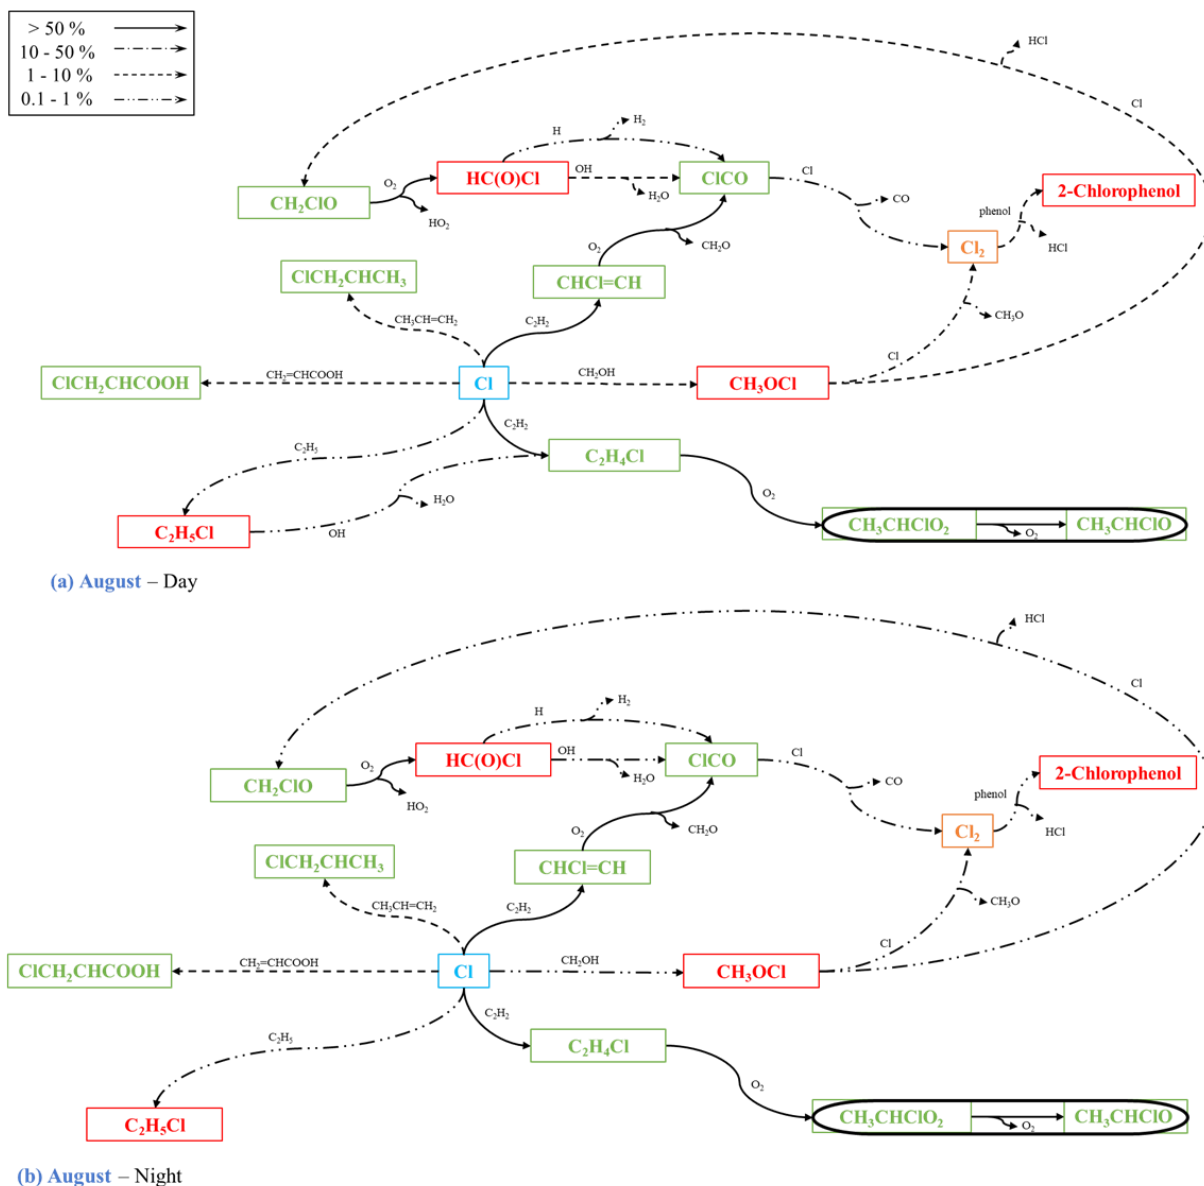 > 50 %
10 - 50 %
1 - 10 %
0.1 - 1 %
HCl
Cl
H
H₂
O₂
HC(O)Cl
OH
ClCO
Cl
2-Chlorophenol
CH₂ClO
HO₂
H₂O
CO
phenol
O₂
CH₂O
Cl₂
HCl
ClCH₂CHCH₃
CHCl=CH
CH₃CH=CH₂
C₂H₂
CH₃O
Cl
ClCH₂CHCOOH
CH₂=CHCOOH
Cl
CH₂OH
CH₃OCl
C₂H₂
C₂H₅
C₂H₄Cl
O₂
H₂O
C₂H₅Cl
OH
CH₃CHClO₂
O₂
CH₃CHClO
(a) August – Day
HCl
Cl
H
H₂
O₂
HC(O)Cl
OH
ClCO
Cl
2-Chlorophenol
CH₂ClO
HO₂
H₂O
CO
phenol
O₂
CH₂O
Cl₂
HCl
ClCH₂CHCH₃
CHCl=CH
CH₃CH=CH₂
C₂H₂
CH₃O
Cl
ClCH₂CHCOOH
CH₂=CHCOOH
Cl
CH₂OH
CH₃OCl
C₂H₂
C₂H₅
C₂H₄Cl
O₂
C₂H₅Cl
CH₃CHClO₂
O₂
CH₃CHClO
(b) August – Night